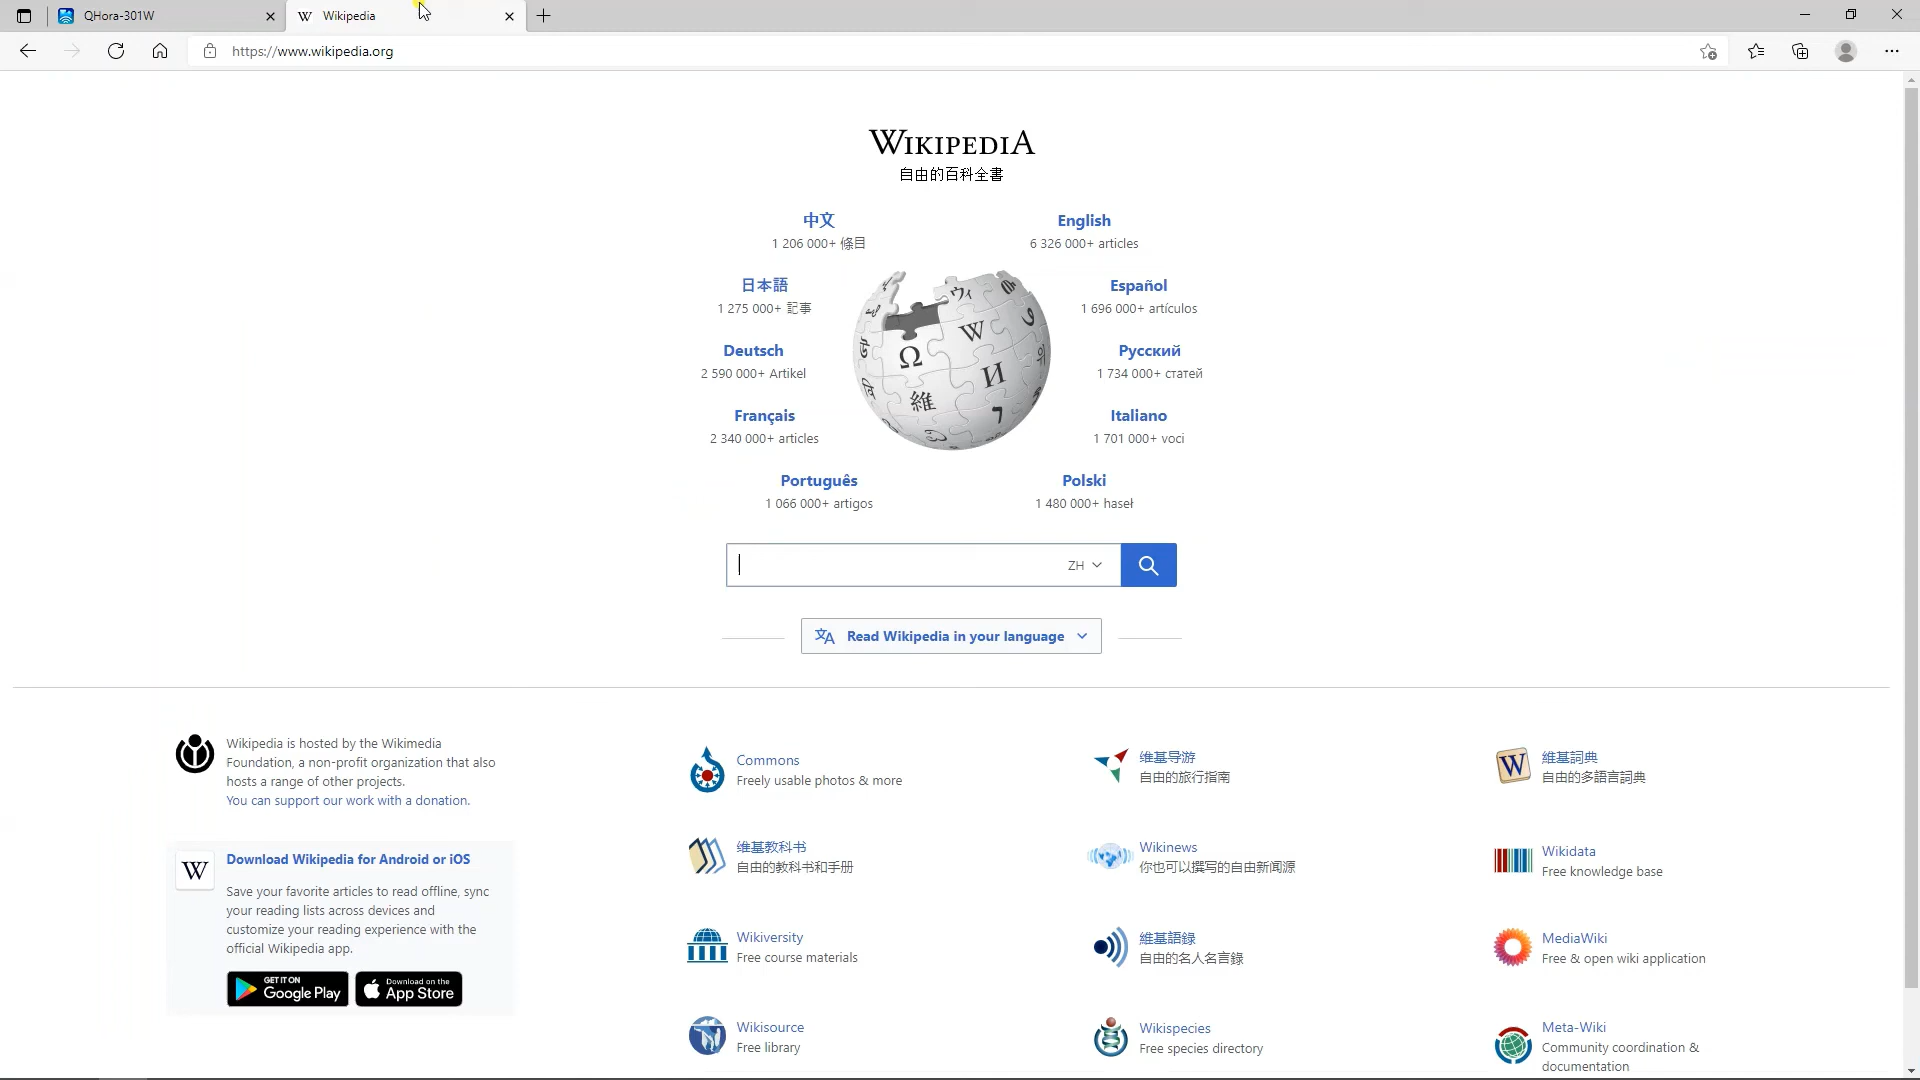 QHora-301W
Wikipedia
https://www.wikipedia.org
WIKIPEDIA
自由的百科全書
中文
1 206 000+ 條目
English
6 326 000+ articles
日本語
1 275 000+ 記事
Español
1 696 000+ artículos
Deutsch
2 590 000+ Artikel
Русский
1 734 000+ статей
Français
2 340 000+ articles
Italiano
1 701 000+ voci
Português
1 066 000+ artigos
Polski
1 480 000+ haseł
ZH
Read Wikipedia in your language
Wikipedia is hosted by the Wikimedia
Foundation, a non-profit organization that also
hosts a range of other projects.
You can support our work with a donation.
Download Wikipedia for Android or iOS
Save your favorite articles to read offline, sync
your reading lists across devices and
customize your reading experience with the
official Wikipedia app.
GET IT ON
Google Play
Download on the
App Store
Commons
Freely usable photos & more
维基导游
自由的旅行指南
維基詞典
自由的多語言詞典
维基教科书
自由的教科书和手册
Wikinews
你也可以撰写的自由新闻源
Wikidata
Free knowledge base
Wikiversity
Free course materials
維基語錄
自由的名人名言錄
MediaWiki
Free & open wiki application
Wikisource
Free library
Wikispecies
Free species directory
Meta-Wiki
Community coordination &
documentation